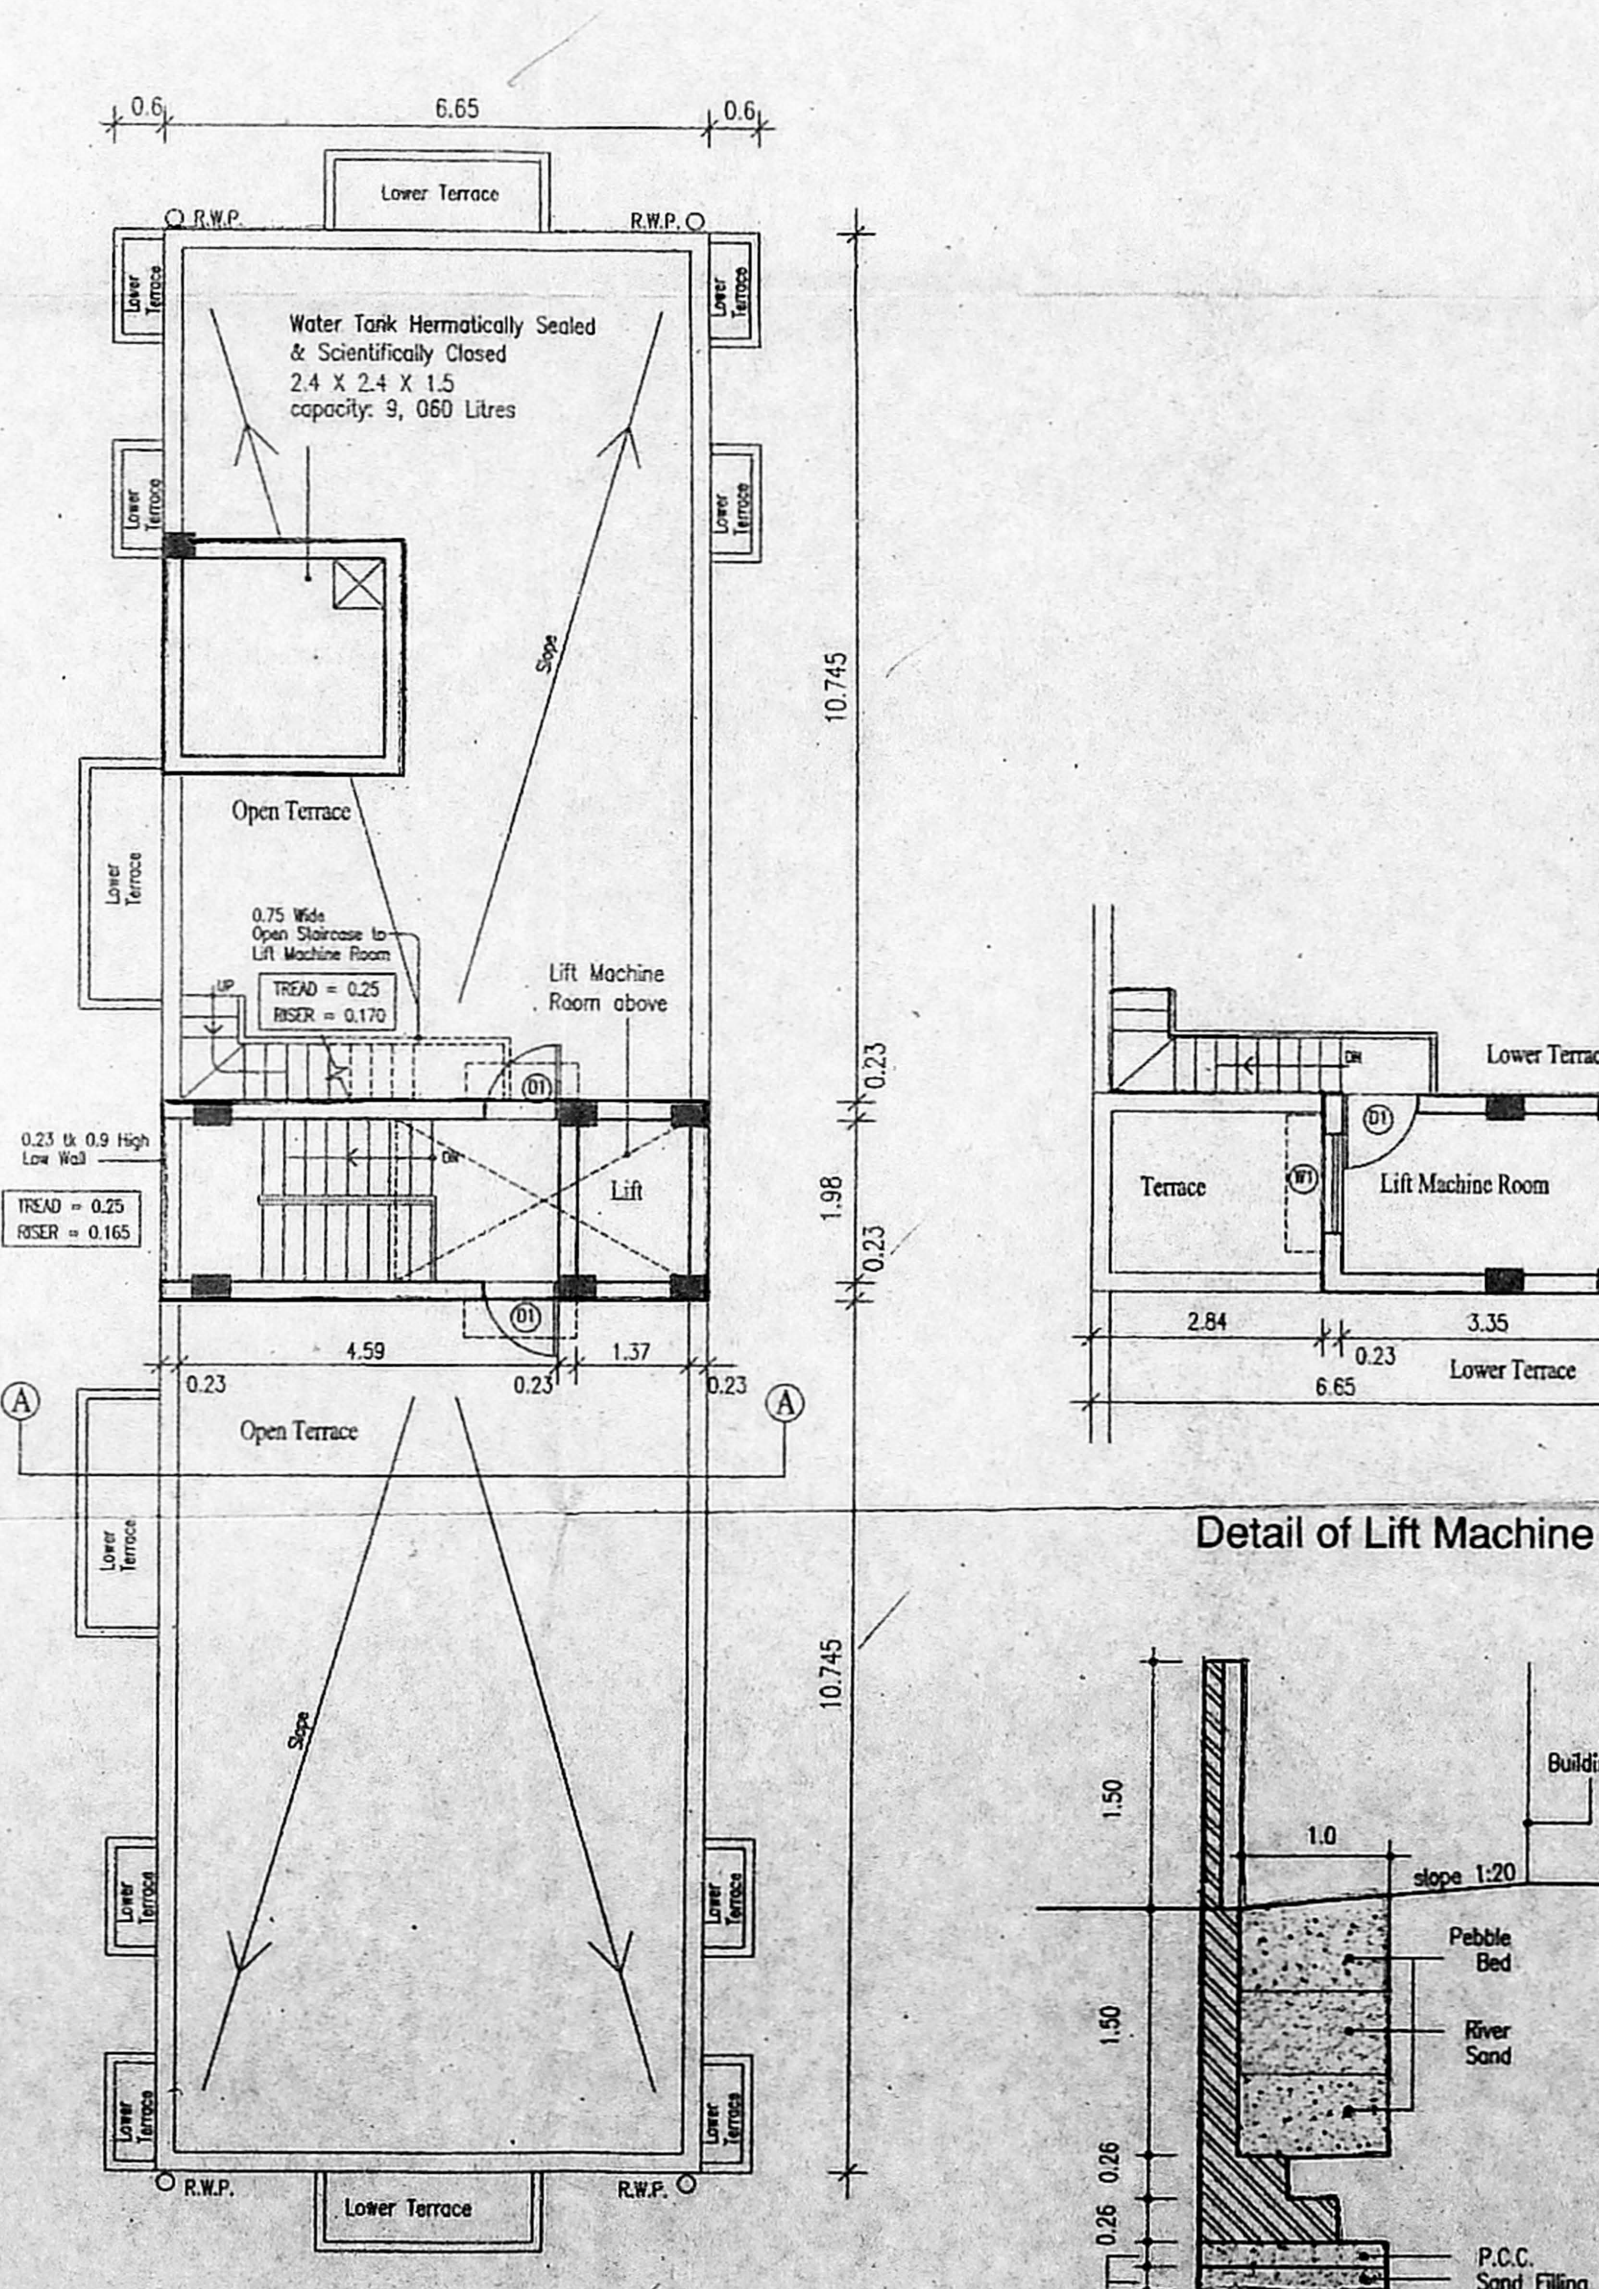 0.6
6.65
0.6
Lower Terrace
R.W.P.
R.W.P.
Lower
Terrace
Lower
Terrace
Water Tank Hermatically Sealed
& Scientifically Closed
2.4 X 2.4 X 1.5
capacity: 9, 060 Litres
Lower
Terrace
Lower
Terrace
Slope
10.745
Open Terrace
Lower
Terrace
0.75 Wide
Open Staircase to
Lift Machine Room
UP
TREAD = 0.25
RISER = 0.170
Lift Machine
Room above
0.23
D1
0.23 tk 0.9 High
Low Wall
TREAD = 0.25
RISER = 0.165
DN
Lift
1.98
0.23
D1
4.59
1.37
0.23
0.23
0.23
A
A
Open Terrace
Lower
Terrace
Slope
10.745
Lower
Terrace
Lower
Terrace
Lower
Terrace
Lower
Terrace
R.W.P.
R.W.P.
Lower Terrace
DN
Lower Terrac
D1
Terrace
W1
Lift Machine Room
2.84
3.35
0.23
Lower Terrace
6.65
Detail of Lift Machine
1.50
Buildi
1.0
slope 1:20
Pebble
Bed
1.50
River
Sand
0.26
0.26
P.C.C.
Sand Filling